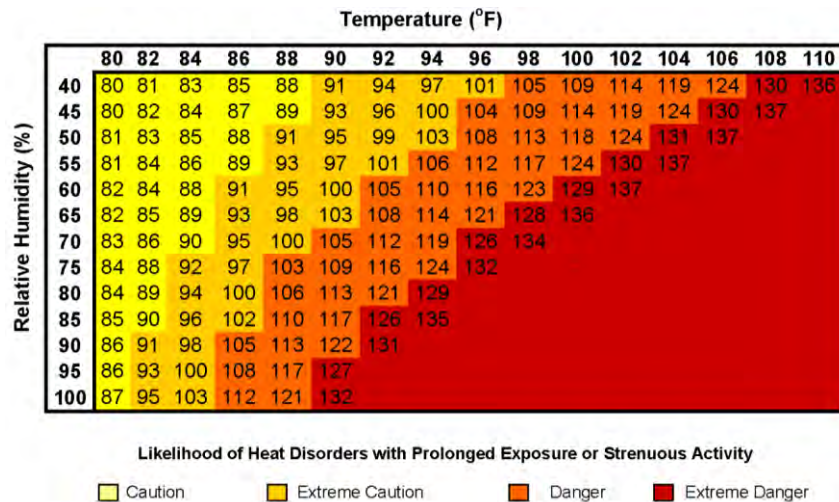 Temperature (°F)
80 82 84 86 88 90 92 94 96 98 100 102 104 106 108 110
Relative Humidity (%)
40 80 81 83 85 88 91 94 97 101 105 109 114 119 124 130 136
45 80 82 84 87 89 93 96 100 104 109 114 119 124 130 137
50 81 83 85 88 91 95 99 103 108 113 118 124 131 137
55 81 84 86 89 93 97 101 106 112 117 124 130 137
60 82 84 88 91 95 100 105 110 116 123 129 137
65 82 85 89 93 98 103 108 114 121 128 136
70 83 86 90 95 100 105 112 119 126 134
75 84 88 92 97 103 109 116 124 132
80 84 89 94 100 106 113 121 129
85 85 90 96 102 110 117 126 135
90 86 91 98 105 113 122 131
95 86 93 100 108 117 127
100 87 95 103 112 121 132
Likelihood of Heat Disorders with Prolonged Exposure or Strenuous Activity
Caution Extreme Caution Danger Extreme Danger